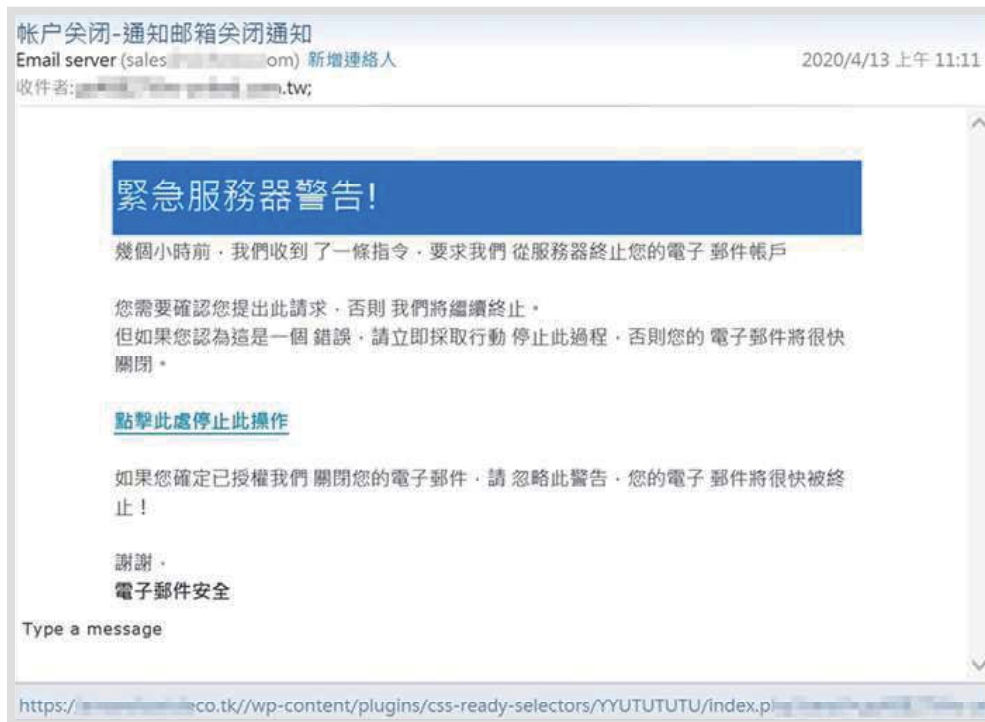 帐户关闭-通知邮箱关闭通知
Email server (sales om) 新增連絡人
2020/4/13 上午 11:11
收件者: .tw;
緊急服務器警告!
幾個小時前，我們收到 了一條指令，要求我們 從服務器終止您的電子 郵件帳戶
您需要確認您提出此請求，否則 我們將繼續終止。
但如果您認為這是一個 錯誤，請立即採取行動 停止此過程，否則您的 電子郵件將很快
關閉。
點擊此處停止此操作
如果您確定已授權我們 關閉您的電子郵件，請 忽略此警告，您的電子 郵件將很快被終
止！
謝謝，
電子郵件安全
Type a message
https:/ eco.tk//wp-content/plugins/css-ready-selectors/YYUTUTUTU/index.p